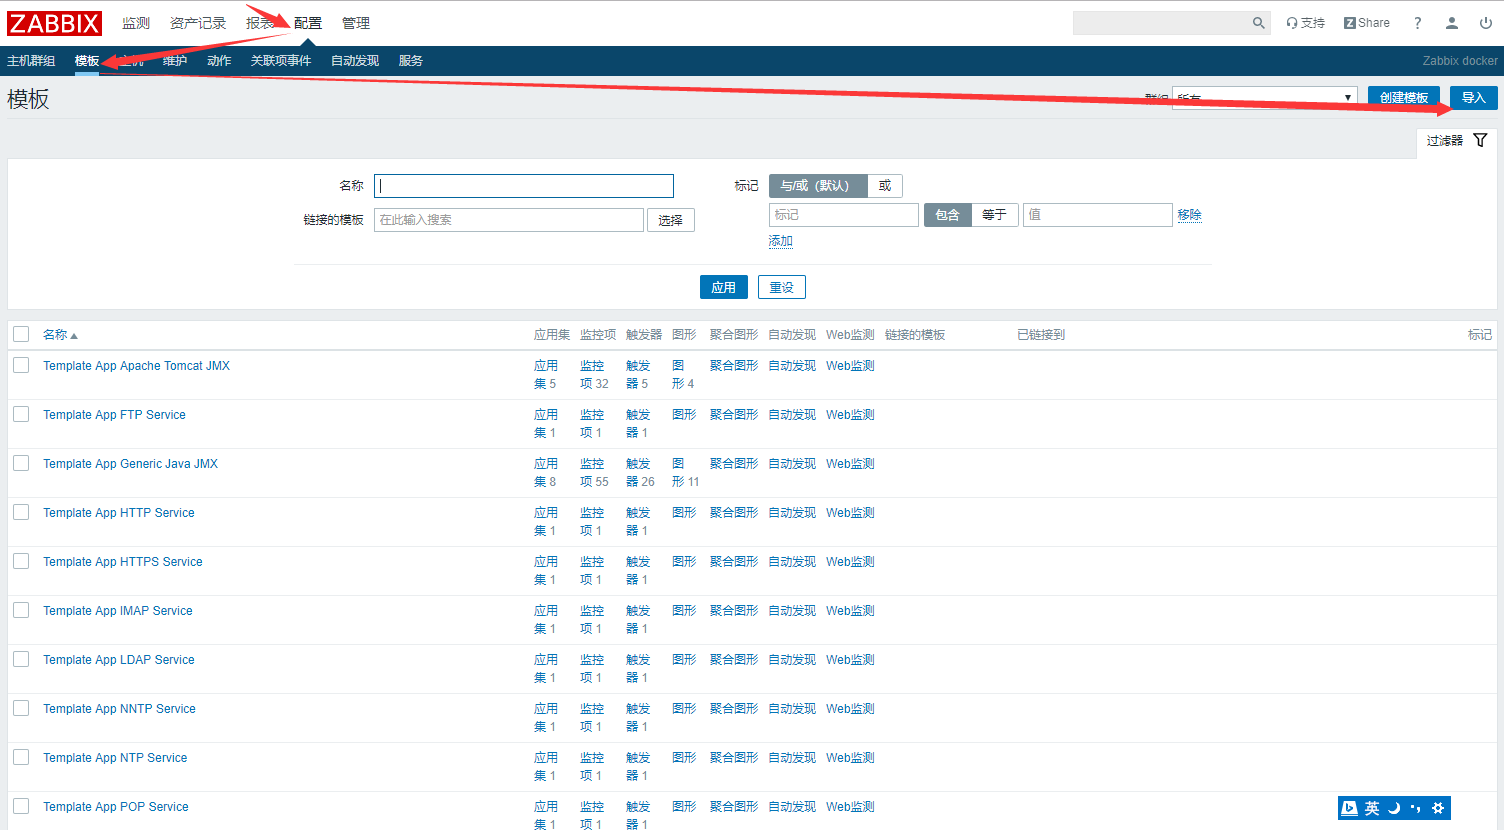 ZABBIX 监测 资产记录 报表 配置 管理 支持 Z Share ?
主机群组 模板 主机 维护 动作 关联项事件 自动发现 服务 Zabbix docker
模板 群组 所有 创建模板 导入
过滤器
名称 标记 与/或（默认） 或
链接的模板 在此输入搜索 选择 标记 包含 等于 值 移除
添加
应用 重设
名称 应用集 监控项 触发器 图形 聚合图形 自动发现 Web监测 链接的模板 已链接到 标记
Template App Apache Tomcat JMX 应用 监控 触发 图 聚合图形 自动发现 Web监测
集 5 项 32 器 5 形 4
Template App FTP Service 应用 监控 触发 图形 聚合图形 自动发现 Web监测
集 1 项 1 器 1
Template App Generic Java JMX 应用 监控 触发 图 聚合图形 自动发现 Web监测
集 8 项 55 器 26 形 11
Template App HTTP Service 应用 监控 触发 图形 聚合图形 自动发现 Web监测
集 1 项 1 器 1
Template App HTTPS Service 应用 监控 触发 图形 聚合图形 自动发现 Web监测
集 1 项 1 器 1
Template App IMAP Service 应用 监控 触发 图形 聚合图形 自动发现 Web监测
集 1 项 1 器 1
Template App LDAP Service 应用 监控 触发 图形 聚合图形 自动发现 Web监测
集 1 项 1 器 1
Template App NNTP Service 应用 监控 触发 图形 聚合图形 自动发现 Web监测
集 1 项 1 器 1
Template App NTP Service 应用 监控 触发 图形 聚合图形 自动发现 Web监测
集 1 项 1 器 1
Template App POP Service 应用 监控 触发 图形 聚合图形 自动发现 Web监测
集 1 项 1 器 1
英